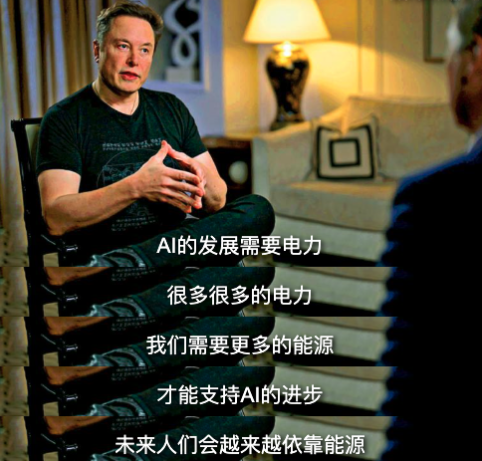 AI的发展需要电力
很多很多的电力
我们需要更多的能源
才能支持AI的进步
未来人们会越来越依靠能源